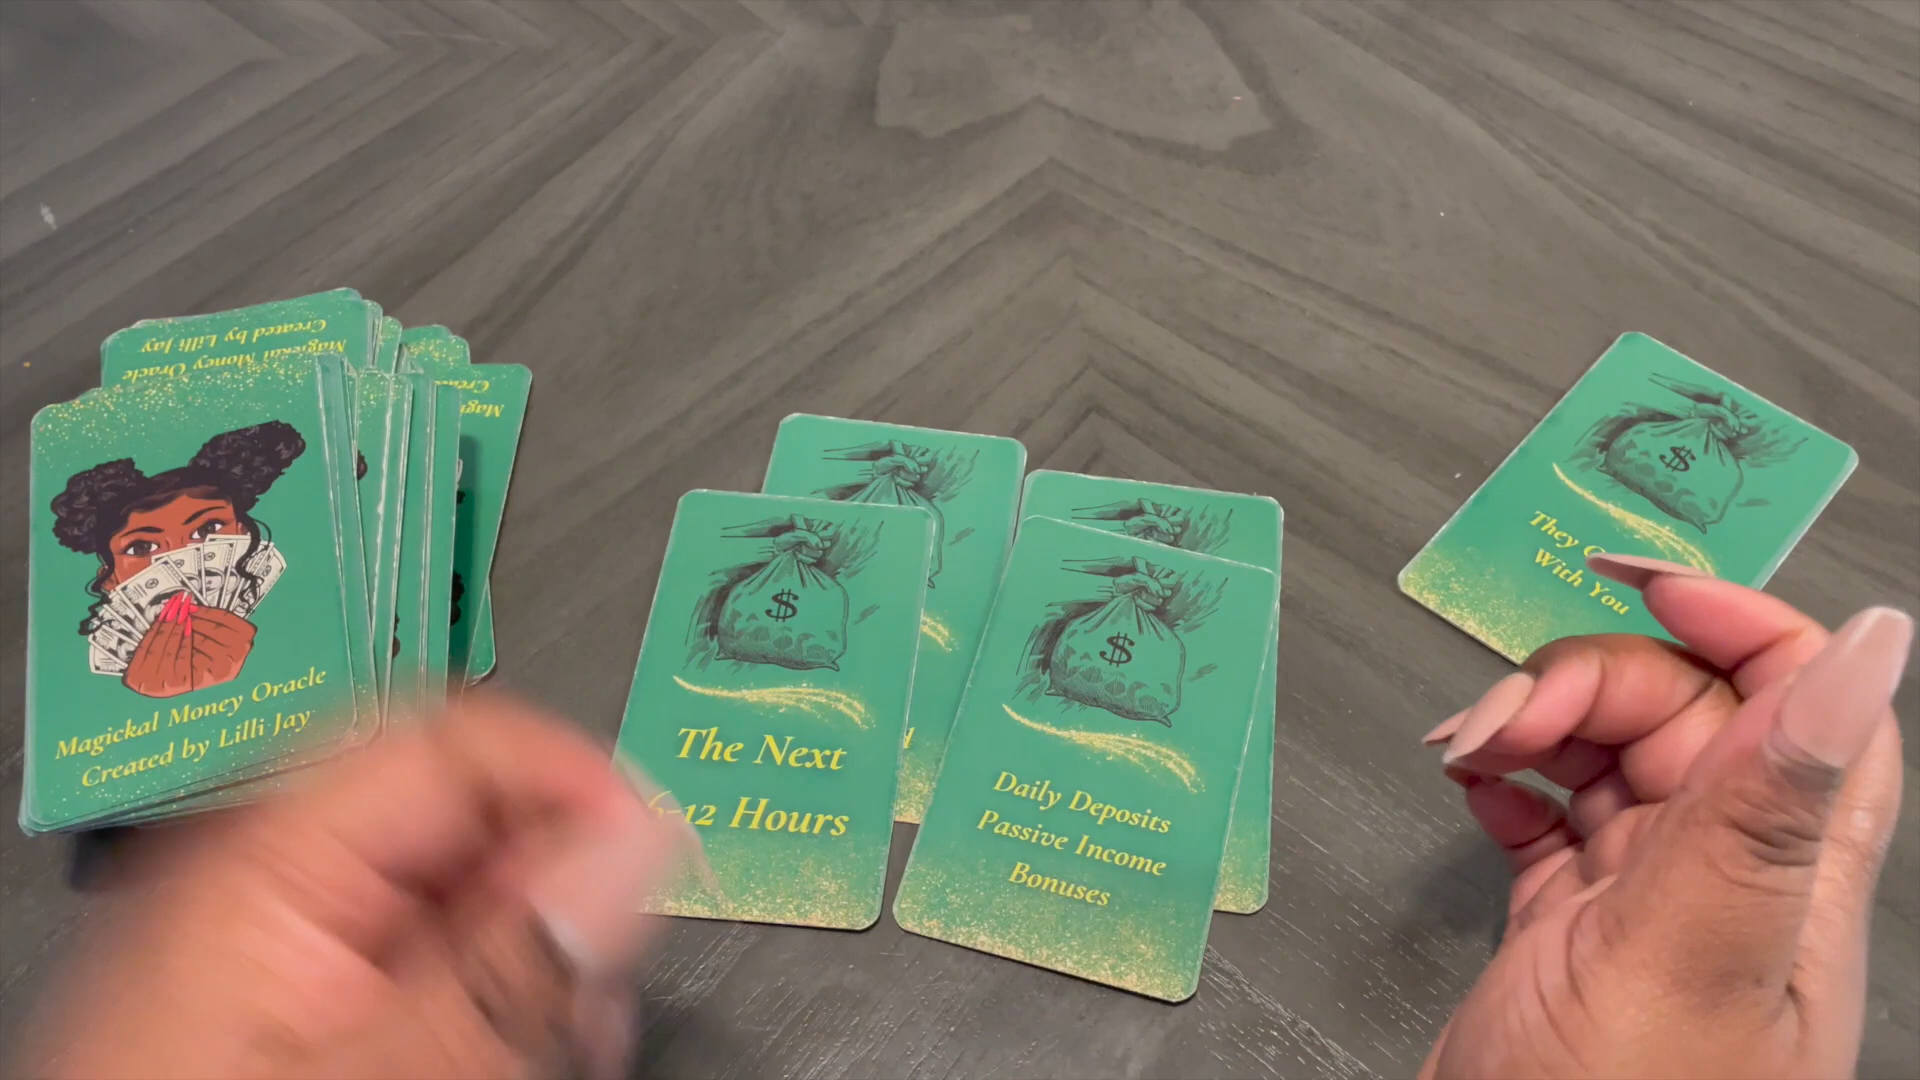 Created by Lilli Jay
Magickal Money Oracle
Magickal Money Oracle
Created by Lilli Jay
$
The Next
6-12 Hours
$
Daily Deposits
Passive Income
Bonuses
$
They
With You